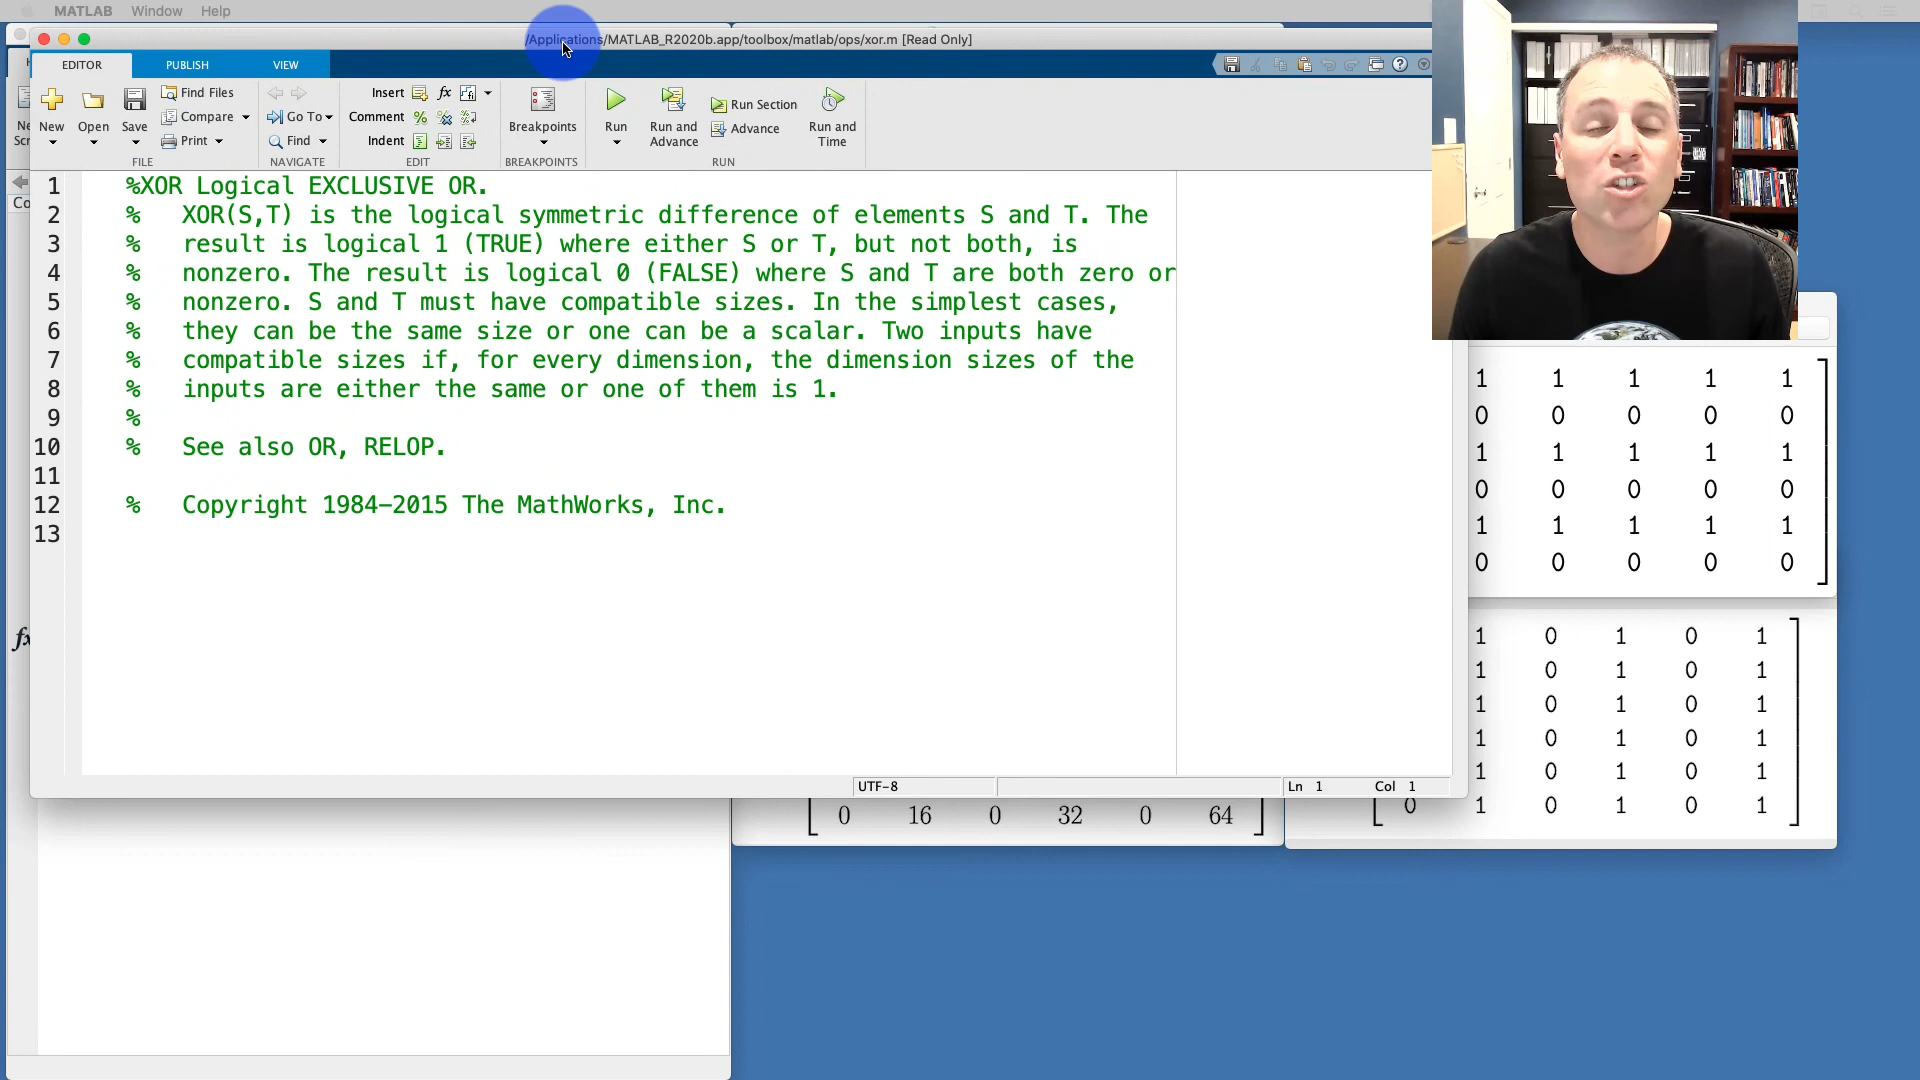 MATLAB Window Help
/Applications/MATLAB_R2020b.app/toolbox/matlab/ops/xor.m [Read Only]
EDITOR PUBLISH VIEW
New Open Save
Find Files
Compare
Print
FILE
Go To
Find
NAVIGATE
Insert
Comment
Indent
EDIT
Breakpoints
BREAKPOINTS
Run
Run and Advance
Run Section
Advance
Run and Time
RUN
1 %XOR Logical EXCLUSIVE OR.
2 % XOR(S,T) is the logical symmetric difference of elements S and T. The
3 % result is logical 1 (TRUE) where either S or T, but not both, is
4 % nonzero. The result is logical 0 (FALSE) where S and T are both zero or
5 % nonzero. S and T must have compatible sizes. In the simplest cases,
6 % they can be the same size or one can be a scalar. Two inputs have
7 % compatible sizes if, for every dimension, the dimension sizes of the
8 % inputs are either the same or one of them is 1.
9 %
10 % See also OR, RELOP.
11
12 % Copyright 1984-2015 The MathWorks, Inc.
13
UTF-8 Ln 1 Col 1
fx
1 1 1 1 1
0 0 0 0 0
1 1 1 1 1
0 0 0 0 0
1 1 1 1 1
0 0 0 0 0
1 0 1 0 1
1 0 1 0 1
1 0 1 0 1
1 0 1 0 1
1 0 1 0 1
0 1 0 1 0 1
0 16 0 32 0 64